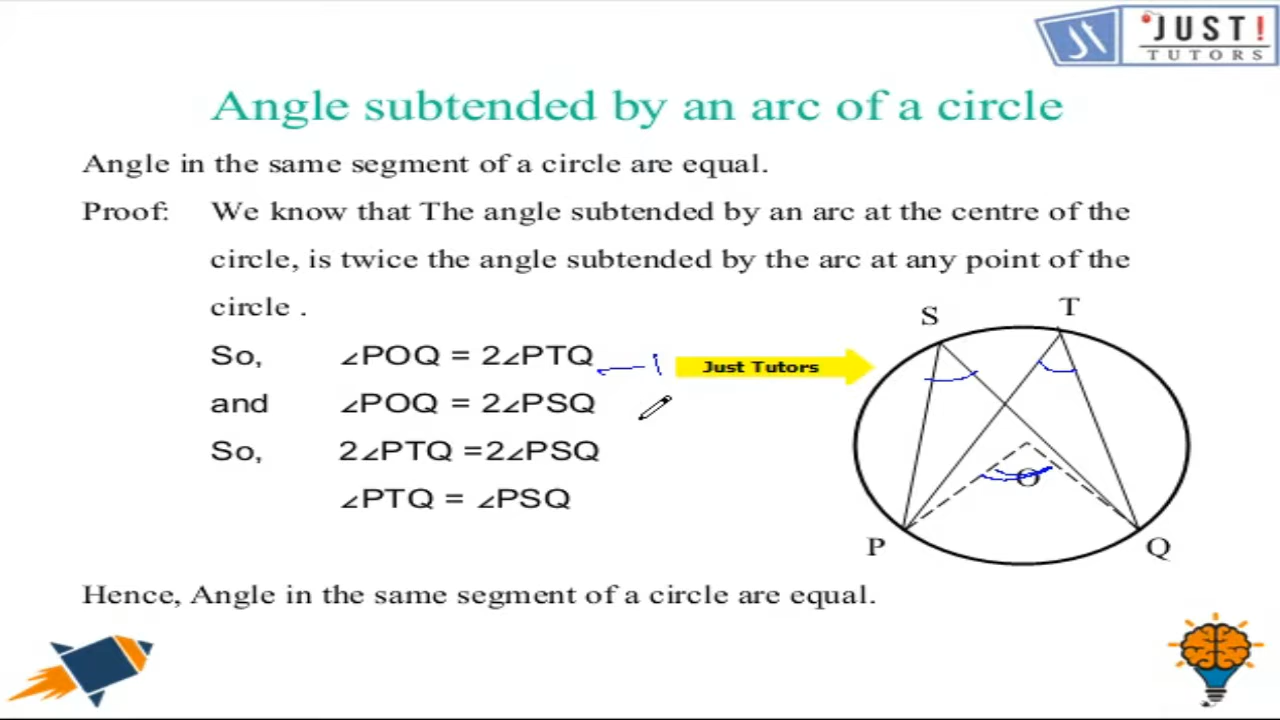 JUST!
TUTORS
Angle subtended by an arc of a circle
Angle in the same segment of a circle are equal.
Proof: We know that The angle subtended by an arc at the centre of the
circle, is twice the angle subtended by the arc at any point of the
circle .
S T
So, ∠POQ = 2∠PTQ — 1
Just Tutors
and ∠POQ = 2∠PSQ
So, 2∠PTQ =2∠PSQ
O
∠PTQ = ∠PSQ
P Q
Hence, Angle in the same segment of a circle are equal.